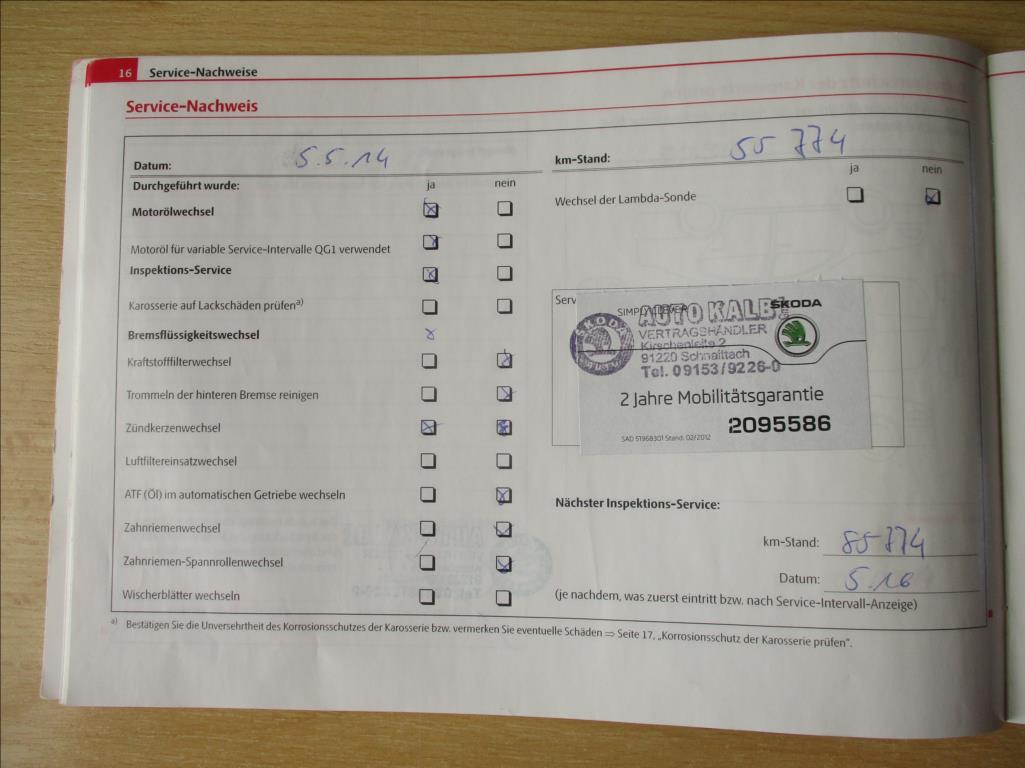 16 Service-Nachweise
Service-Nachweis
Datum: 5.5.14
Durchgeführt wurde: ja nein
Motorölwechsel
Motoröl für variable Service-Intervalle QG1 verwendet
Inspektions-Service
Karosserie auf Lackschäden prüfen a)
Bremsflüssigkeitswechsel
Kraftstofffilterwechsel
Trommeln der hinteren Bremse reinigen
Zündkerzenwechsel
Luftfiltereinsatzwechsel
ATF (Öl) im automatischen Getriebe wechseln
Zahnriemenwechsel
Zahnriemen-Spannrollenwechsel
Wischerblätter wechseln
km-Stand: 55 774
ja nein
Wechsel der Lambda-Sonde
Serv
SIMPLY CLEVER
ŠKODA
ŠKODA
AUTO KALB
VERTRAGSHÄNDLER
Kirschenleite 2
91220 Schnaittach
Tel. 09153/9226-0
2 Jahre Mobilitätsgarantie
2095586
SAD 51968301 Stand: 02/2012
Nächster Inspektions-Service:
km-Stand: 85 774
Datum: 5.16
(je nachdem, was zuerst eintritt bzw. nach Service-Intervall-Anzeige)
a) Bestätigen Sie die Unversehrtheit des Korrosionsschutzes der Karosserie bzw. vermerken Sie eventuelle Schäden ⇒ Seite 17, „Korrosionsschutz der Karosserie prüfen“.